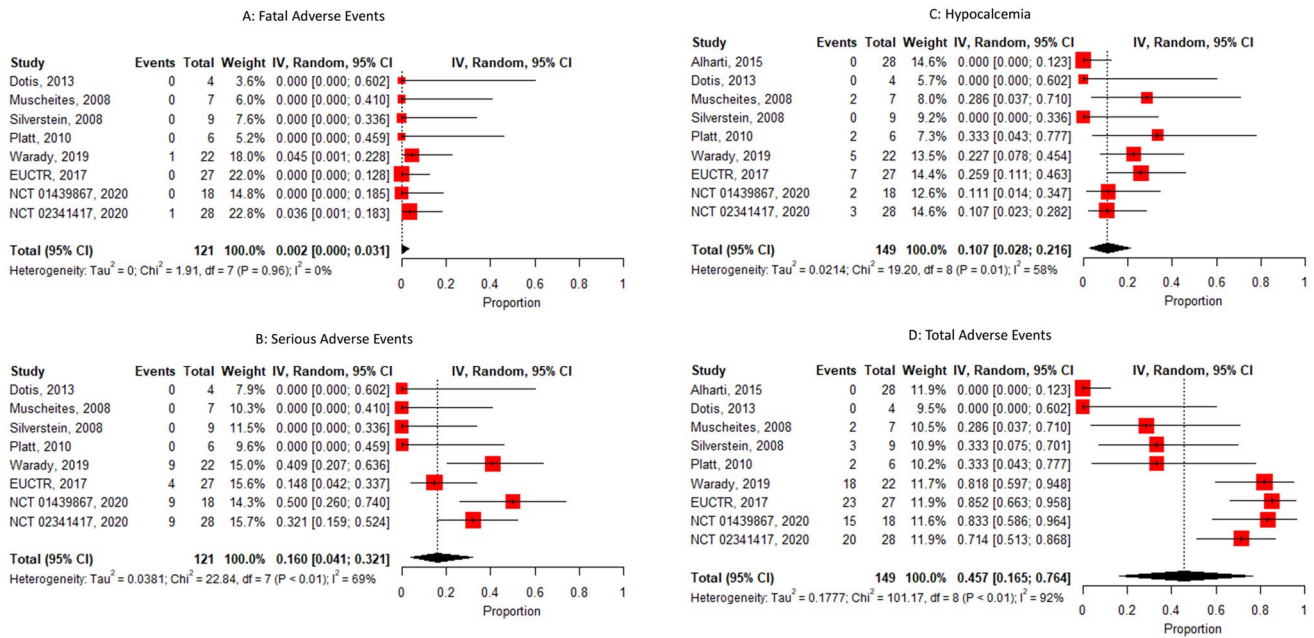 A: Fatal Adverse Events
Study Events Total Weight IV, Random, 95% CI IV, Random, 95% CI
Dotis, 2013 0 4 3.6% 0.000 [0.000; 0.602]
Muscheites, 2008 0 7 6.0% 0.000 [0.000; 0.410]
Silverstein, 2008 0 9 7.6% 0.000 [0.000; 0.336]
Platt, 2010 0 6 5.2% 0.000 [0.000; 0.459]
Warady, 2019 1 22 18.0% 0.045 [0.001; 0.228]
EUCTR, 2017 0 27 22.0% 0.000 [0.000; 0.128]
NCT 01439867, 2020 0 18 14.8% 0.000 [0.000; 0.185]
NCT 02341417, 2020 1 28 22.8% 0.036 [0.001; 0.183]
Total (95% CI) 121 100.0% 0.002 [0.000; 0.031]
Heterogeneity: Tau² = 0; Chi² = 1.91, df = 7 (P = 0.96); I² = 0%
0 0.2 0.4 0.6 0.8 1
Proportion
B: Serious Adverse Events
Study Events Total Weight IV, Random, 95% CI IV, Random, 95% CI
Dotis, 2013 0 4 7.9% 0.000 [0.000; 0.602]
Muscheites, 2008 0 7 10.3% 0.000 [0.000; 0.410]
Silverstein, 2008 0 9 11.5% 0.000 [0.000; 0.336]
Platt, 2010 0 6 9.6% 0.000 [0.000; 0.459]
Warady, 2019 9 22 15.0% 0.409 [0.207; 0.636]
EUCTR, 2017 4 27 15.6% 0.148 [0.042; 0.337]
NCT 01439867, 2020 9 18 14.3% 0.500 [0.260; 0.740]
NCT 02341417, 2020 9 28 15.7% 0.321 [0.159; 0.524]
Total (95% CI) 121 100.0% 0.160 [0.041; 0.321]
Heterogeneity: Tau² = 0.0381; Chi² = 22.84, df = 7 (P < 0.01); I² = 69%
0 0.2 0.4 0.6 0.8 1
Proportion
C: Hypocalcemia
Study Events Total Weight IV, Random, 95% CI IV, Random, 95% CI
Alharti, 2015 0 28 14.6% 0.000 [0.000; 0.123]
Dotis, 2013 0 4 5.7% 0.000 [0.000; 0.602]
Muscheites, 2008 2 7 8.0% 0.286 [0.037; 0.710]
Silverstein, 2008 0 9 9.2% 0.000 [0.000; 0.336]
Platt, 2010 2 6 7.3% 0.333 [0.043; 0.777]
Warady, 2019 5 22 13.5% 0.227 [0.078; 0.454]
EUCTR, 2017 7 27 14.4% 0.259 [0.111; 0.463]
NCT 01439867, 2020 2 18 12.6% 0.111 [0.014; 0.347]
NCT 02341417, 2020 3 28 14.6% 0.107 [0.023; 0.282]
Total (95% CI) 149 100.0% 0.107 [0.028; 0.216]
Heterogeneity: Tau² = 0.0214; Chi² = 19.20, df = 8 (P = 0.01); I² = 58%
0 0.2 0.4 0.6 0.8 1
Proportion
D: Total Adverse Events
Study Events Total Weight IV, Random, 95% CI IV, Random, 95% CI
Alharti, 2015 0 28 11.9% 0.000 [0.000; 0.123]
Dotis, 2013 0 4 9.5% 0.000 [0.000; 0.602]
Muscheites, 2008 2 7 10.5% 0.286 [0.037; 0.710]
Silverstein, 2008 3 9 10.9% 0.333 [0.075; 0.701]
Platt, 2010 2 6 10.2% 0.333 [0.043; 0.777]
Warady, 2019 18 22 11.7% 0.818 [0.597; 0.948]
EUCTR, 2017 23 27 11.9% 0.852 [0.663; 0.958]
NCT 01439867, 2020 15 18 11.6% 0.833 [0.586; 0.964]
NCT 02341417, 2020 20 28 11.9% 0.714 [0.513; 0.868]
Total (95% CI) 149 100.0% 0.457 [0.165; 0.764]
Heterogeneity: Tau² = 0.1777; Chi² = 101.17, df = 8 (P < 0.01); I² = 92%
0 0.2 0.4 0.6 0.8 1
Proportion